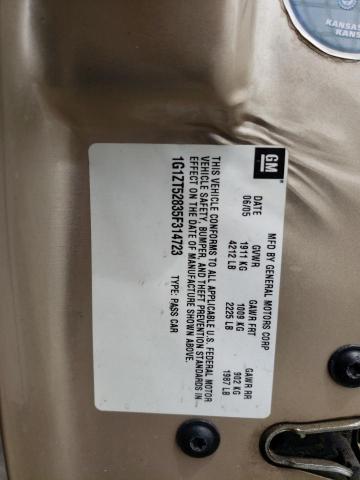 KANSAS
KANS
GM
MFD BY GENERAL MOTORS CORP
DATE GVWR GAWR FRT GAWR RR
06/05 1911 KG 1009 KG 902 KG
4212 LB 2225 LB 1987 LB
THIS VEHICLE CONFORMS TO ALL APPLICABLE U.S. FEDERAL MOTOR
VEHICLE SAFETY, BUMPER, AND THEFT PREVENTION STANDARDS IN
EFFECT ON THE DATE OF MANUFACTURE SHOWN ABOVE.
1G1ZT52835F314723 TYPE: PASS CAR